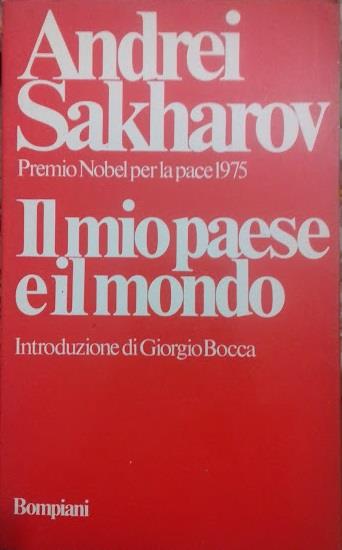 Andrei
Sakharov
Premio Nobel per la pace 1975
Il mio paese
e il mondo
Introduzione di Giorgio Bocca
Bompiani